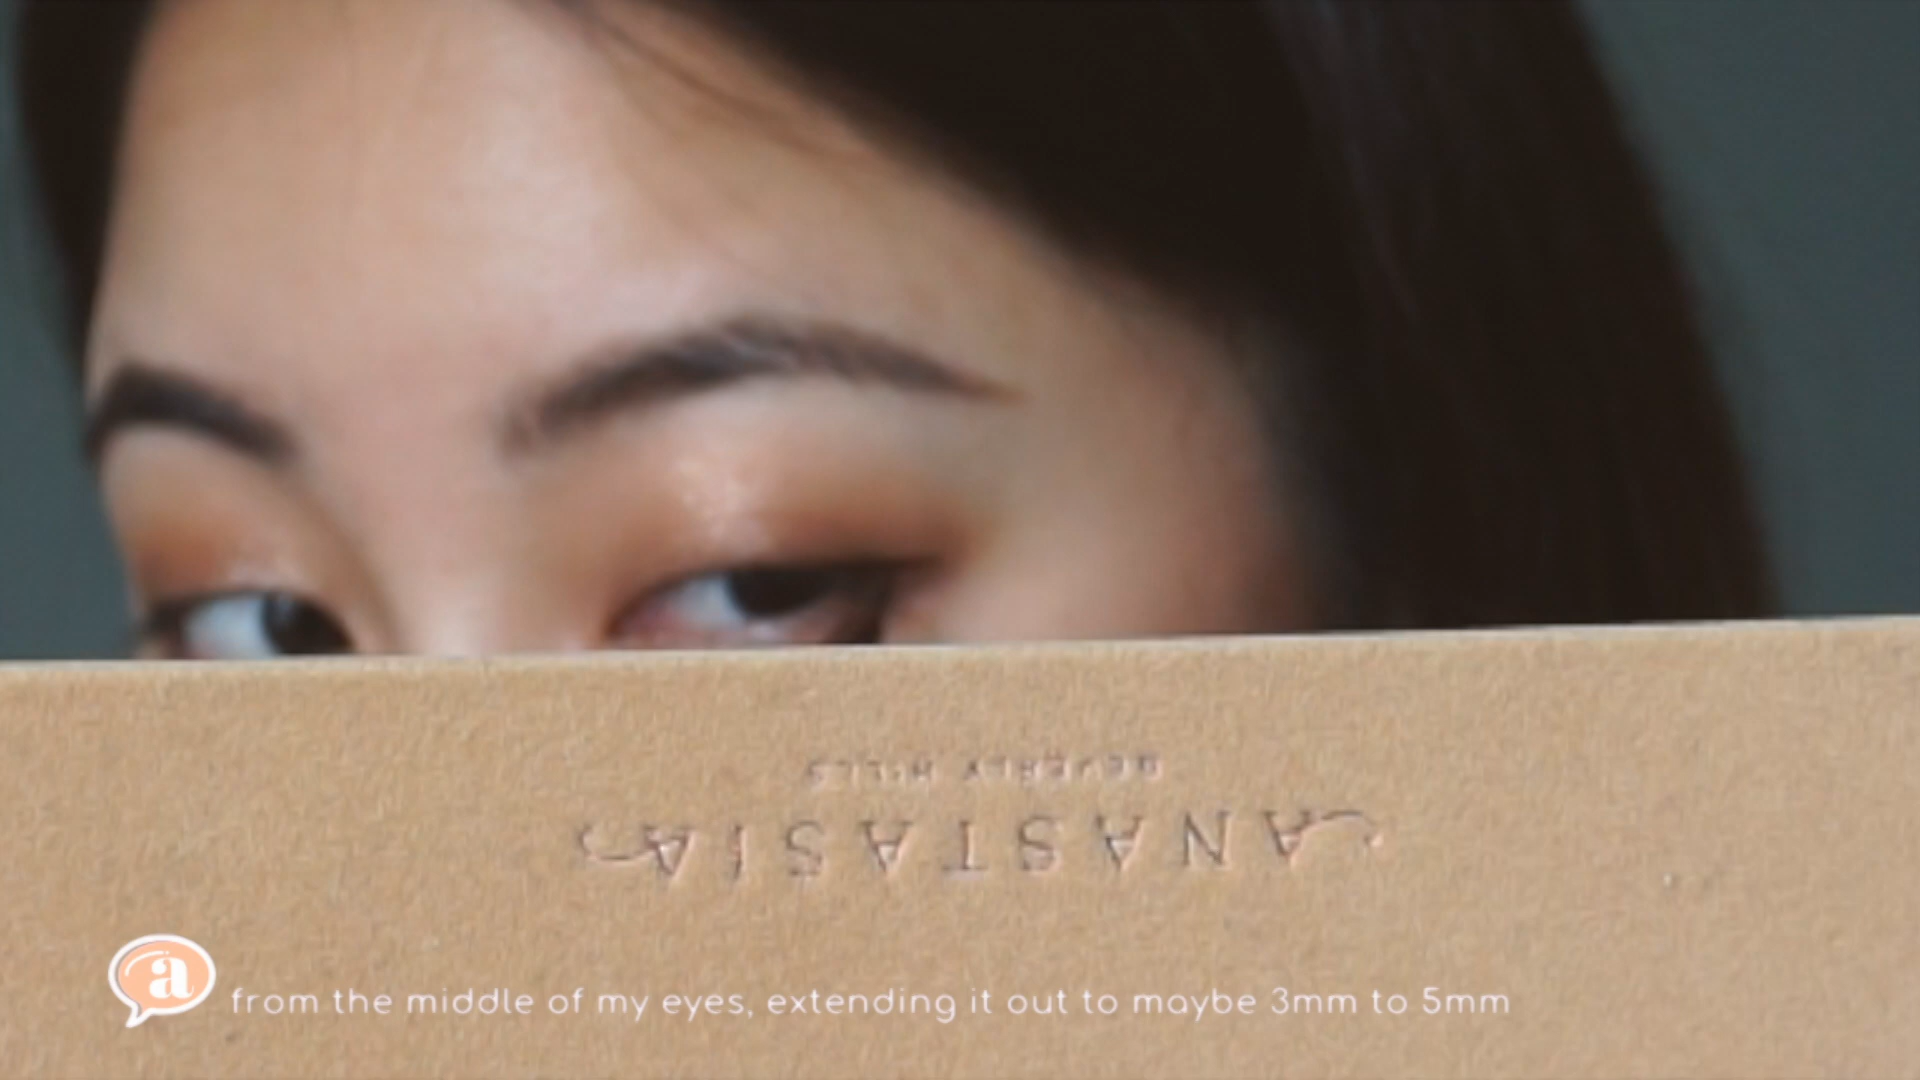 BEVERLY HILLS
ANASTASIA
a
from the middle of my eyes, extending it out to maybe 3mm to 5mm